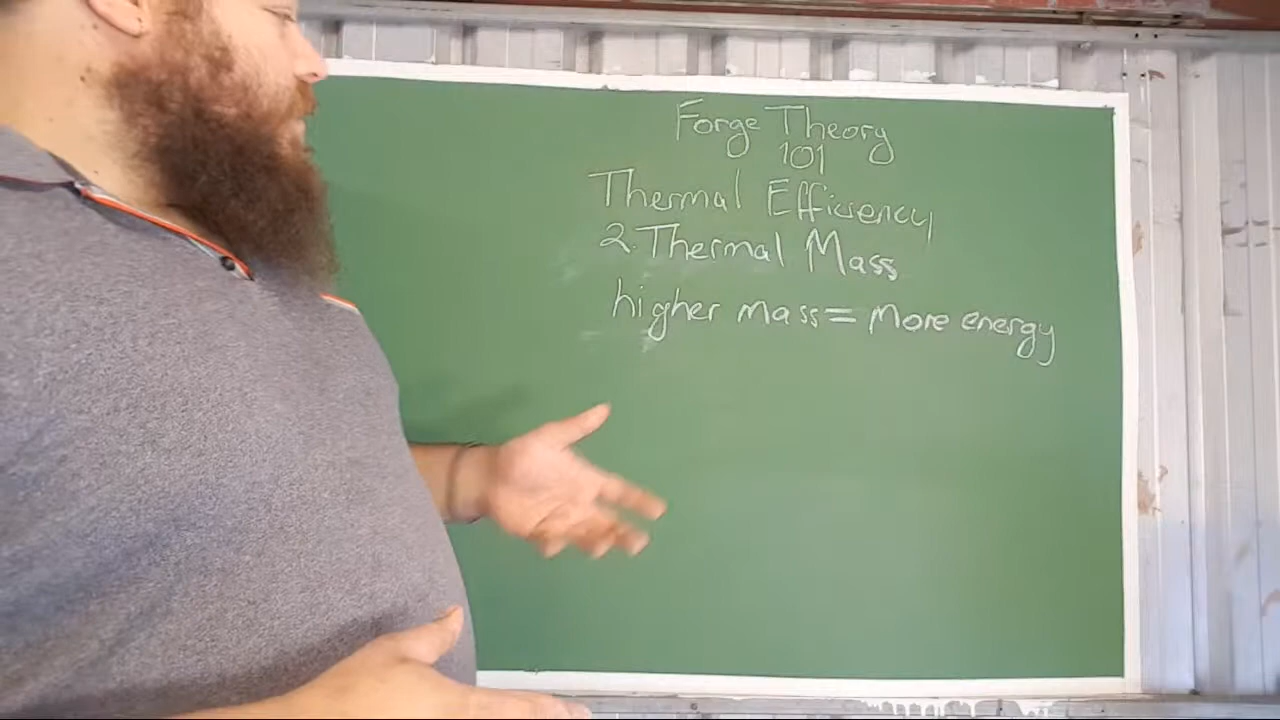 Forge Theory
101
Thermal Efficiency
2. Thermal Mass
higher mass = more energy